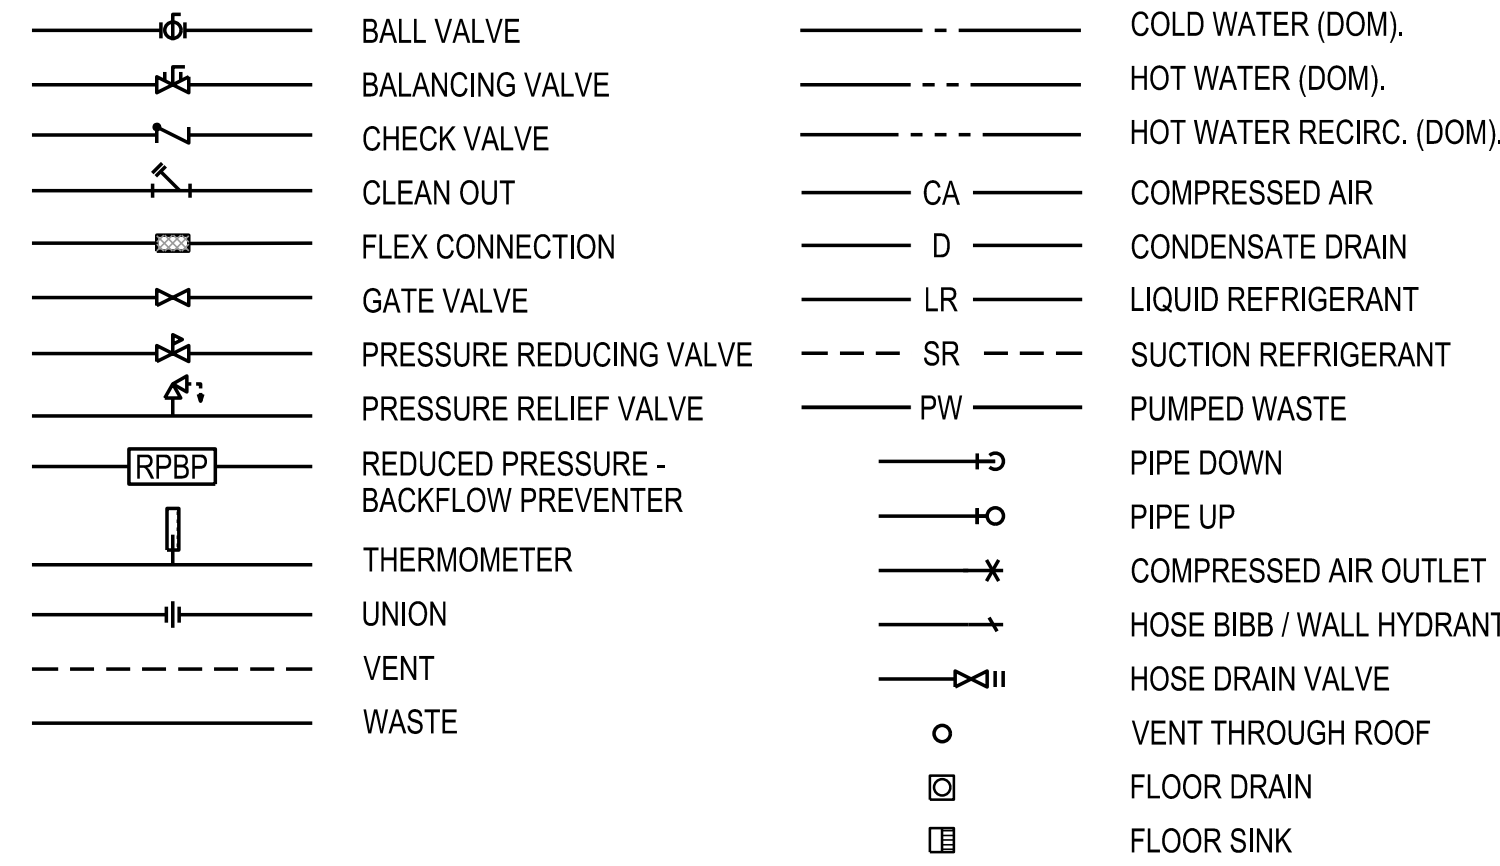 BALL VALVE
BALANCING VALVE
CHECK VALVE
CLEAN OUT
FLEX CONNECTION
GATE VALVE
PRESSURE REDUCING VALVE
PRESSURE RELIEF VALVE
RPBP REDUCED PRESSURE -
BACKFLOW PREVENTER
THERMOMETER
UNION
VENT
WASTE
COLD WATER (DOM).
HOT WATER (DOM).
HOT WATER RECIRC. (DOM).
CA COMPRESSED AIR
D CONDENSATE DRAIN
LR LIQUID REFRIGERANT
SR SUCTION REFRIGERANT
PW PUMPED WASTE
PIPE DOWN
PIPE UP
COMPRESSED AIR OUTLET
HOSE BIBB / WALL HYDRANT
HOSE DRAIN VALVE
VENT THROUGH ROOF
FLOOR DRAIN
FLOOR SINK